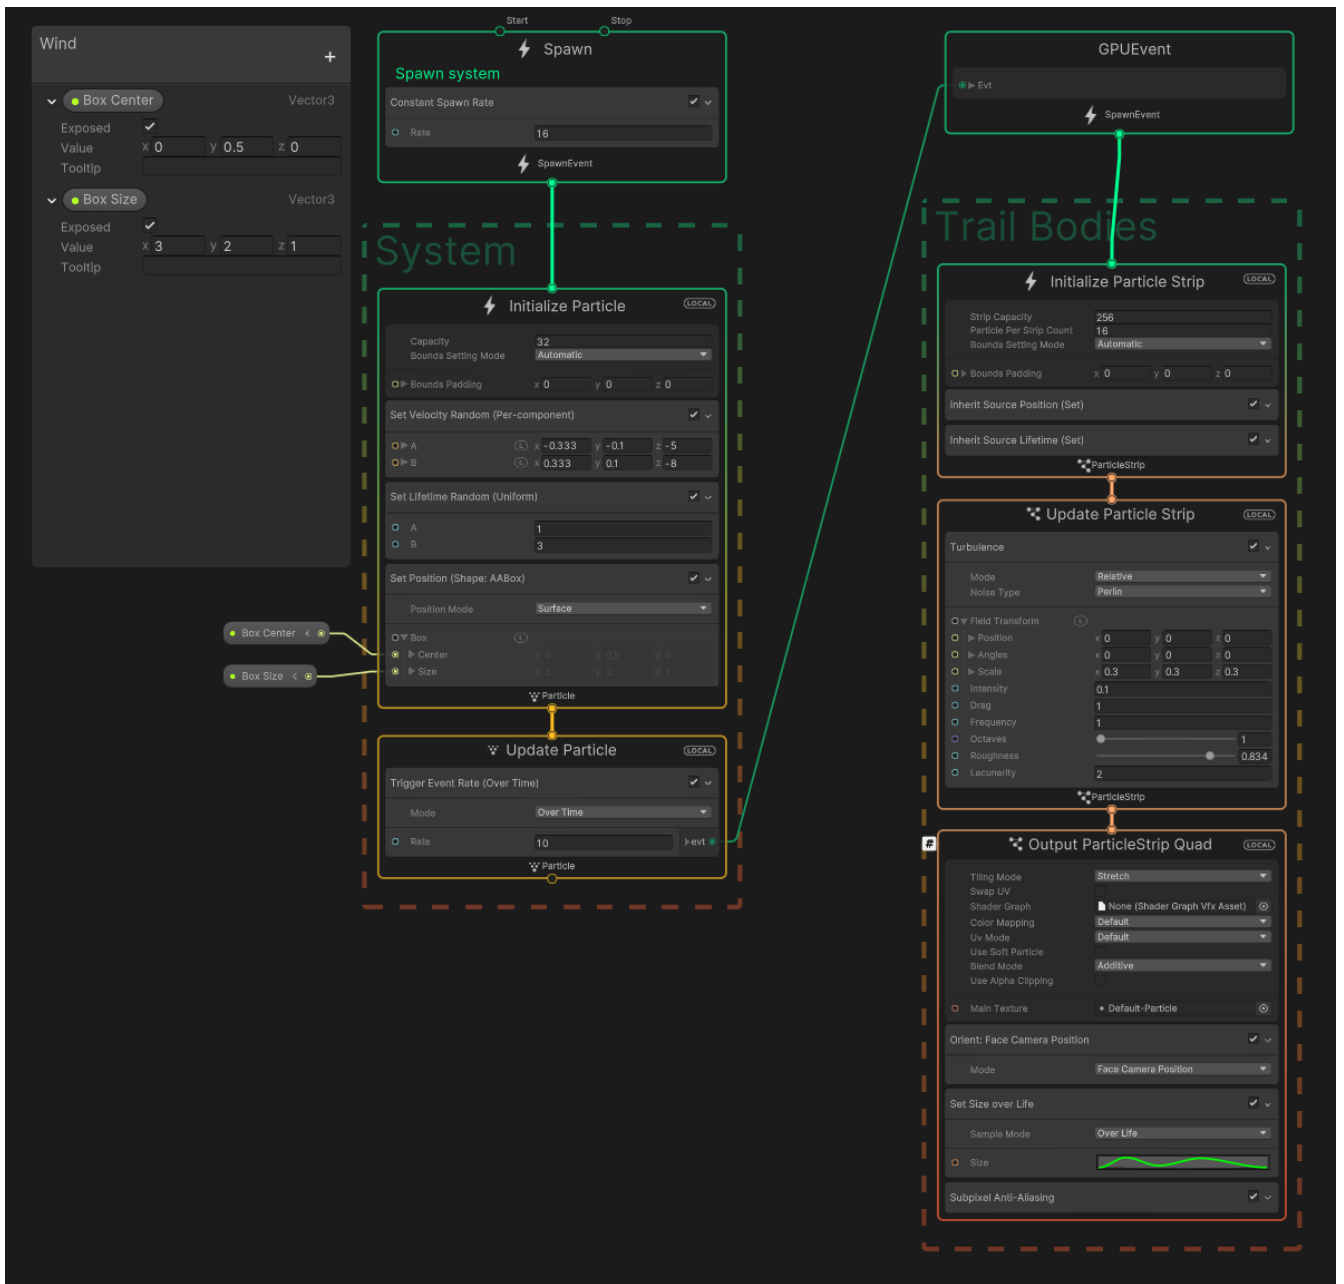 Wind
+
Box Center Vector3
Exposed
Value x 0 y 0.5 z 0
Tooltip
Box Size Vector3
Exposed
Value x 3 y 2 z 1
Tooltip
Start Stop
Spawn
Spawn system
Constant Spawn Rate
Rate 16
SpawnEvent
System
Initialize Particle LOCAL
Capacity 32
Bounds Setting Mode Automatic
Bounds Padding x 0 y 0 z 0
Set Velocity Random (Per-component)
A L x -0.333 y -0.1 z -5
B L x 0.333 y 0.1 z -8
Set Lifetime Random (Uniform)
A 1
B 3
Set Position (Shape: AABox)
Position Mode Surface
Box L
Center x 0 y 0.5 z 0
Size x 3 y 2 z 1
Particle
Box Center <
Box Size <
Update Particle LOCAL
Trigger Event Rate (Over Time)
Mode Over Time
Rate 10 evt
Particle
GPUEvent
Evt
SpawnEvent
Trail Bodies
Initialize Particle Strip LOCAL
Strip Capacity 256
Particle Per Strip Count 16
Bounds Setting Mode Automatic
Bounds Padding x 0 y 0 z 0
Inherit Source Position (Set)
Inherit Source Lifetime (Set)
ParticleStrip
Update Particle Strip LOCAL
Turbulence
Mode Relative
Noise Type Perlin
Field Transform L
Position x 0 y 0 z 0
Angles x 0 y 0 z 0
Scale x 0.3 y 0.3 z 0.3
Intensity 0.1
Drag 1
Frequency 1
Octaves 1
Roughness 0.834
Lacunarity 2
ParticleStrip
#
Output ParticleStrip Quad LOCAL
Tiling Mode Stretch
Swap UV
Shader Graph None (Shader Graph Vfx Asset)
Color Mapping Default
Uv Mode Default
Use Soft Particle
Blend Mode Additive
Use Alpha Clipping
Main Texture Default-Particle
Orient: Face Camera Position
Mode Face Camera Position
Set Size over Life
Sample Mode Over Life
Size
Subpixel Anti-Aliasing